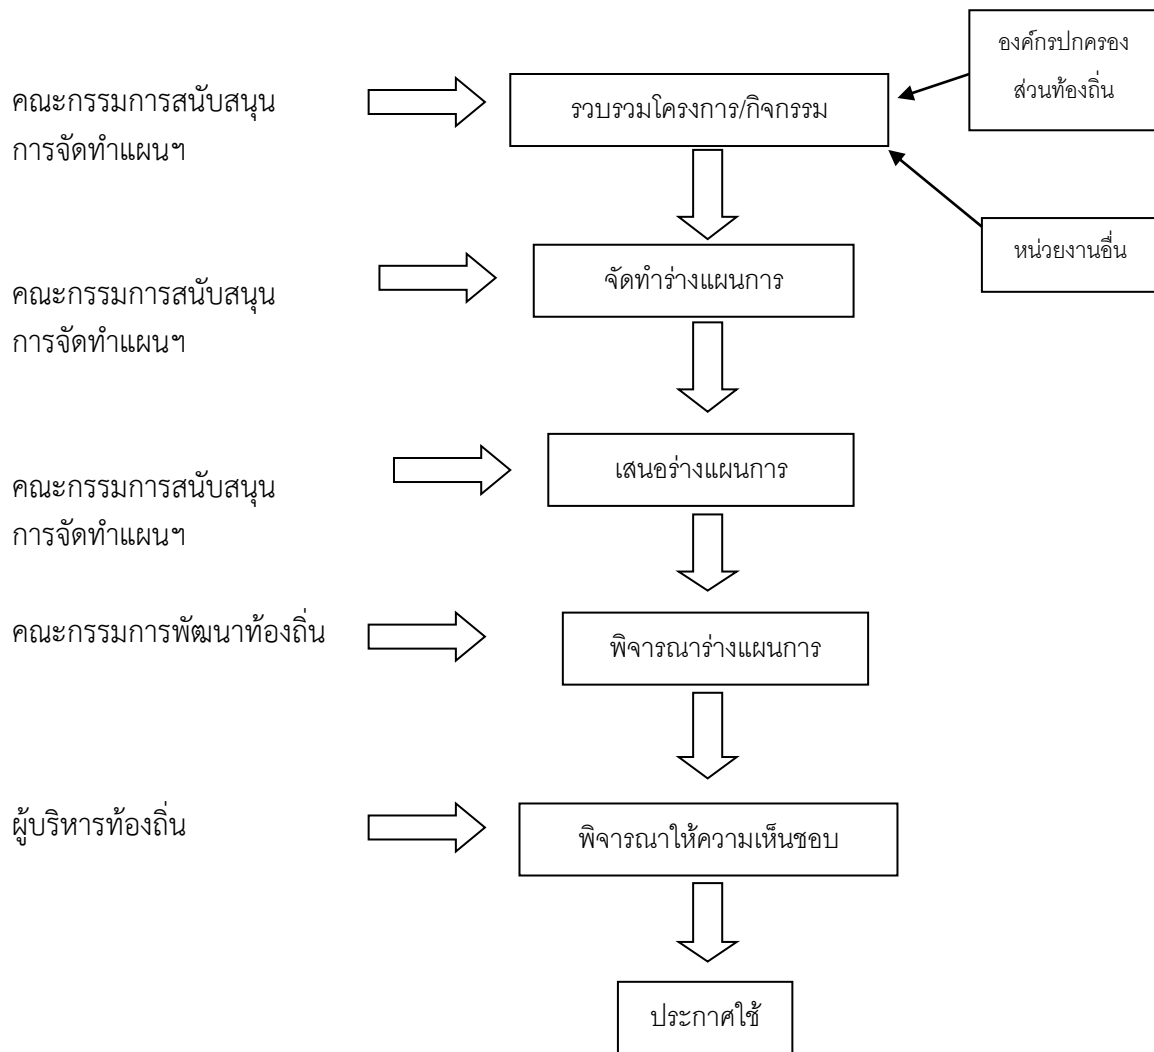 องค์กรปกครอง
ส่วนท้องถิ่น
คณะกรรมการสนับสนุน
การจัดทำแผนฯ
รวบรวมโครงการ/กิจกรรม
หน่วยงานอื่น
คณะกรรมการสนับสนุน
การจัดทำแผนฯ
จัดทำร่างแผนการ
คณะกรรมการสนับสนุน
การจัดทำแผนฯ
เสนอร่างแผนการ
คณะกรรมการพัฒนาท้องถิ่น
พิจารณาร่างแผนการ
ผู้บริหารท้องถิ่น
พิจารณาให้ความเห็นชอบ
ประกาศใช้